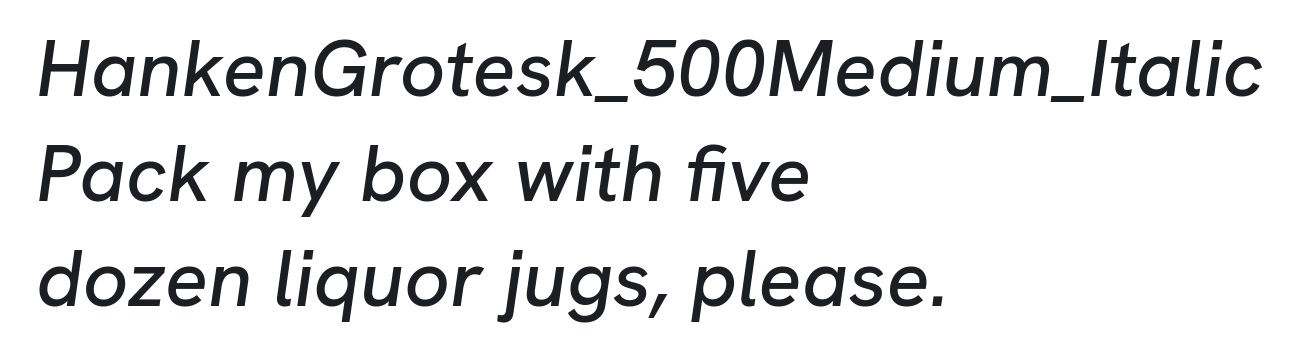 HankenGrotesk_500Medium_Italic
Pack my box with five
dozen liquor jugs, please.